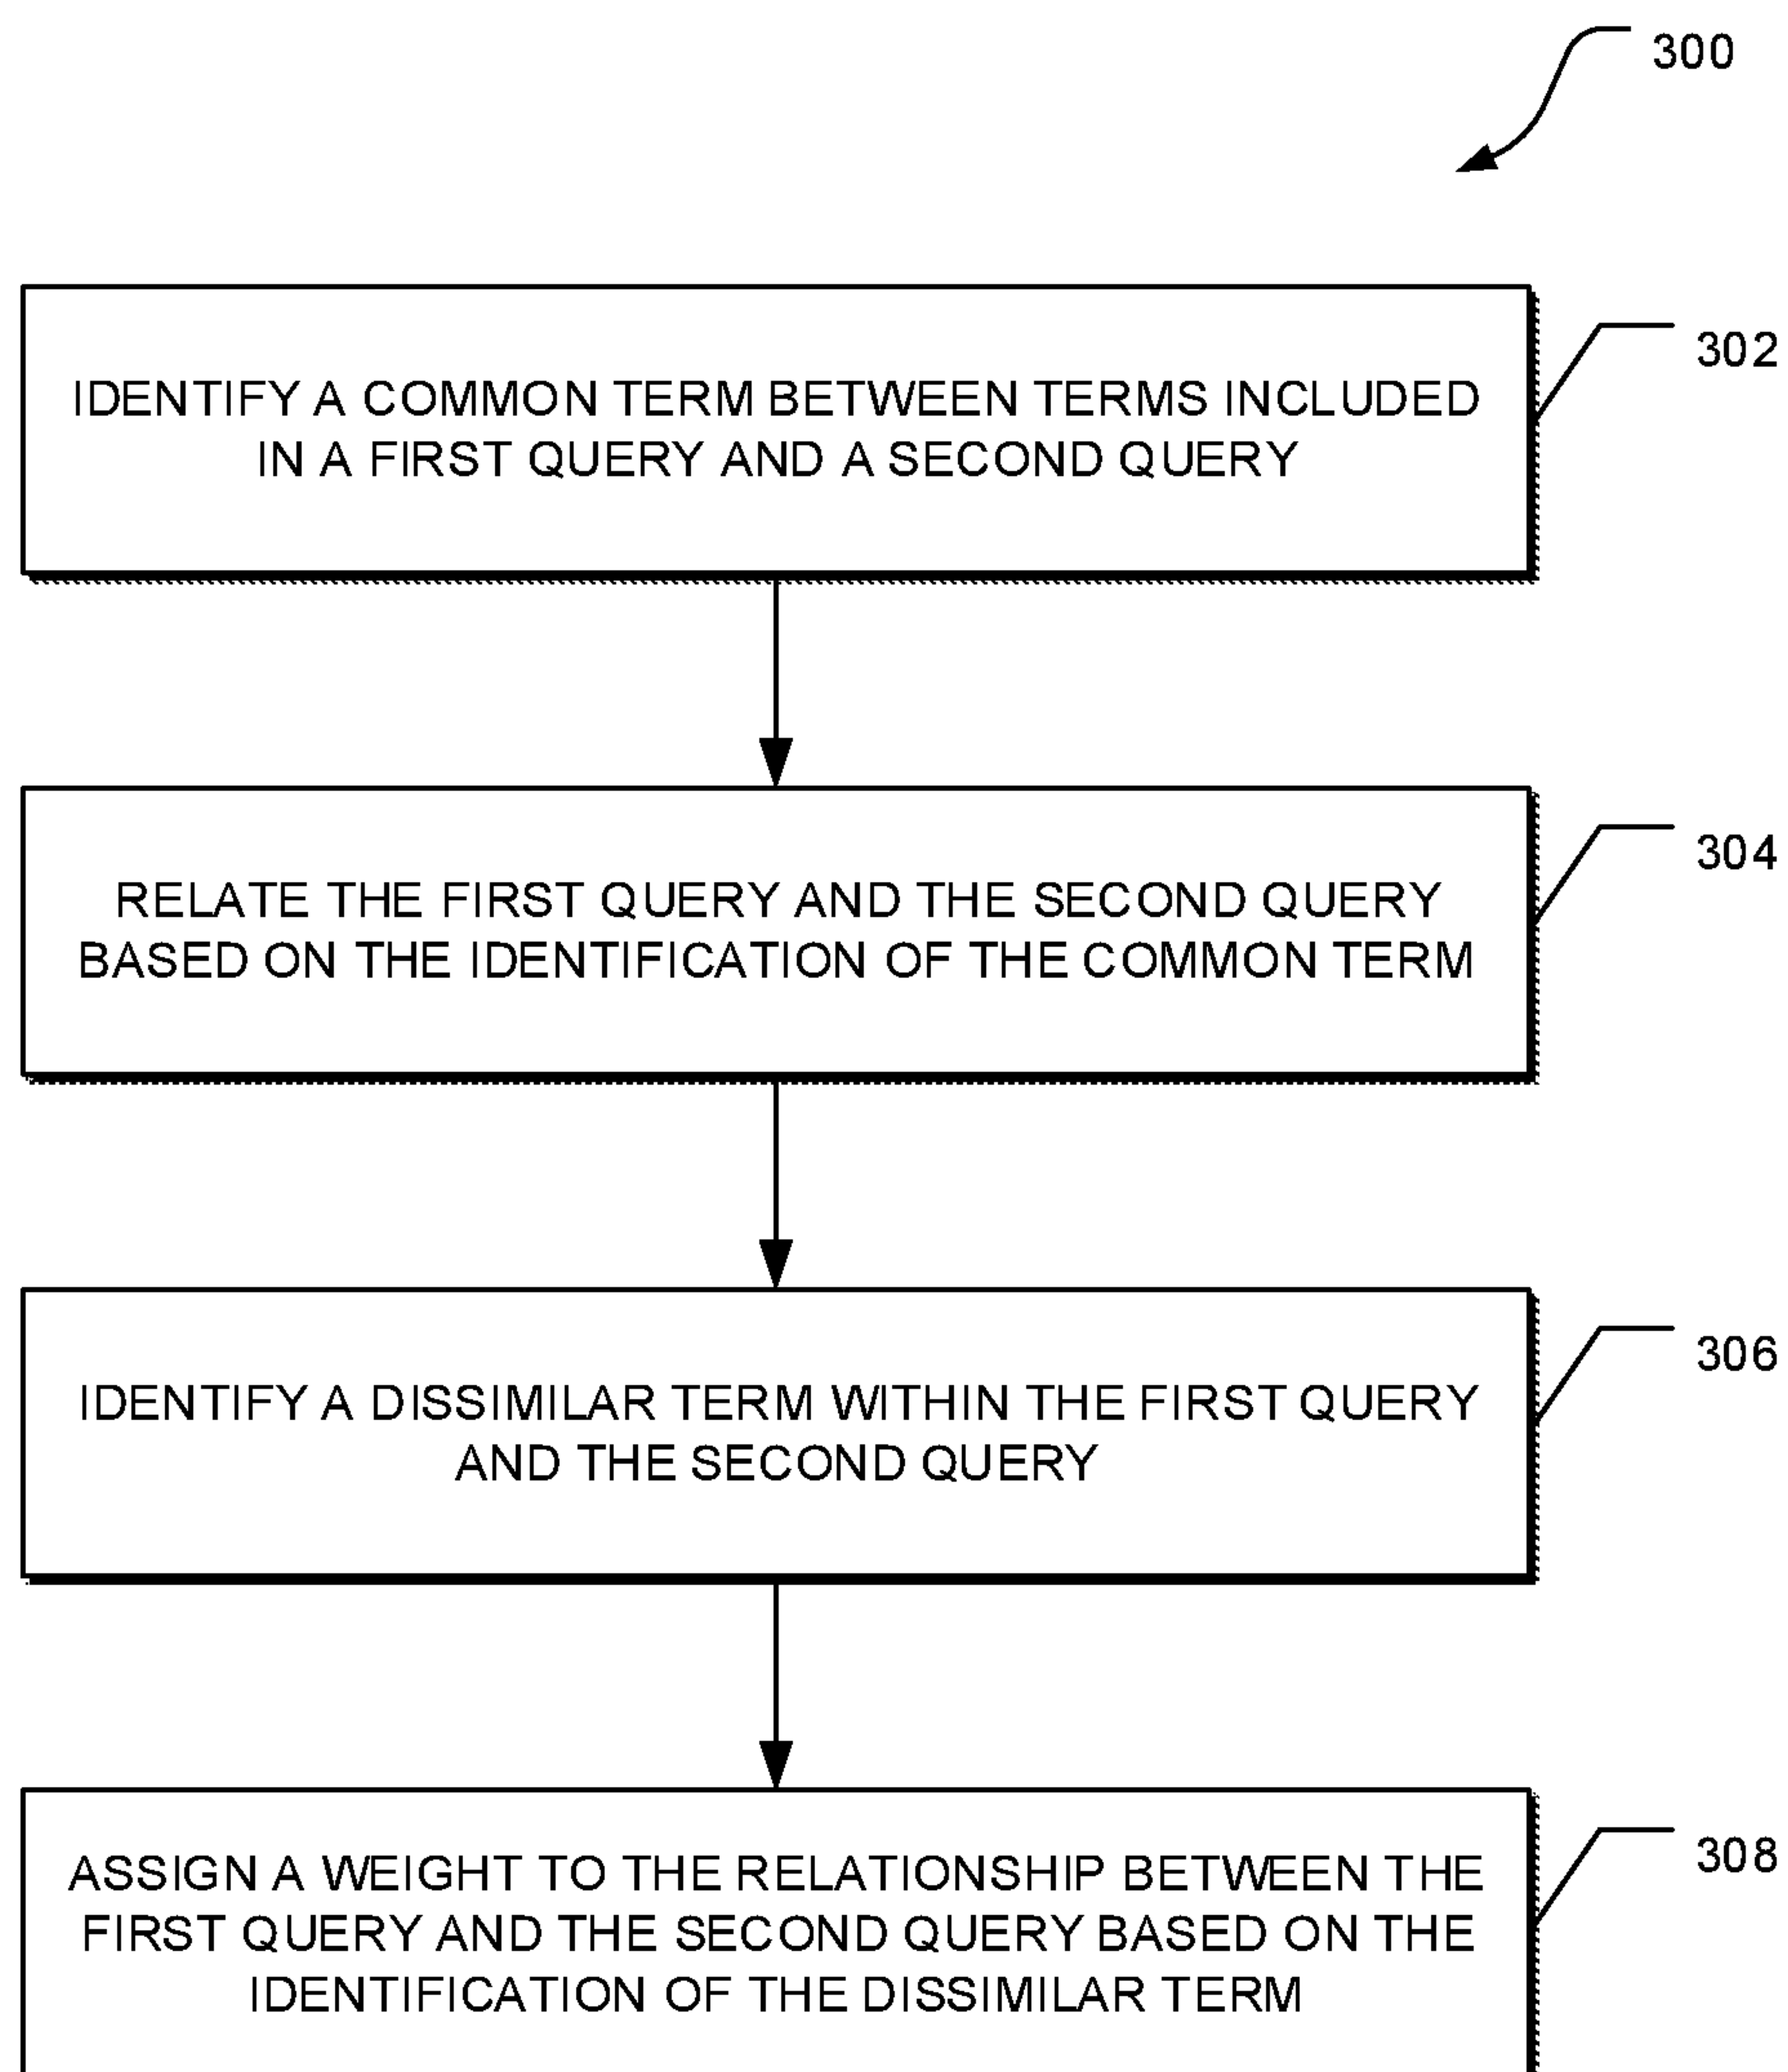 300
IDENTIFY A COMMON TERM BETWEEN TERMS INCLUDED
IN A FIRST QUERY AND A SECOND QUERY
302
RELATE THE FIRST QUERY AND THE SECOND QUERY
BASED ON THE IDENTIFICATION OF THE COMMON TERM
304
IDENTIFY A DISSIMILAR TERM WITHIN THE FIRST QUERY
AND THE SECOND QUERY
306
ASSIGN A WEIGHT TO THE RELATIONSHIP BETWEEN THE
FIRST QUERY AND THE SECOND QUERY BASED ON THE
IDENTIFICATION OF THE DISSIMILAR TERM
308